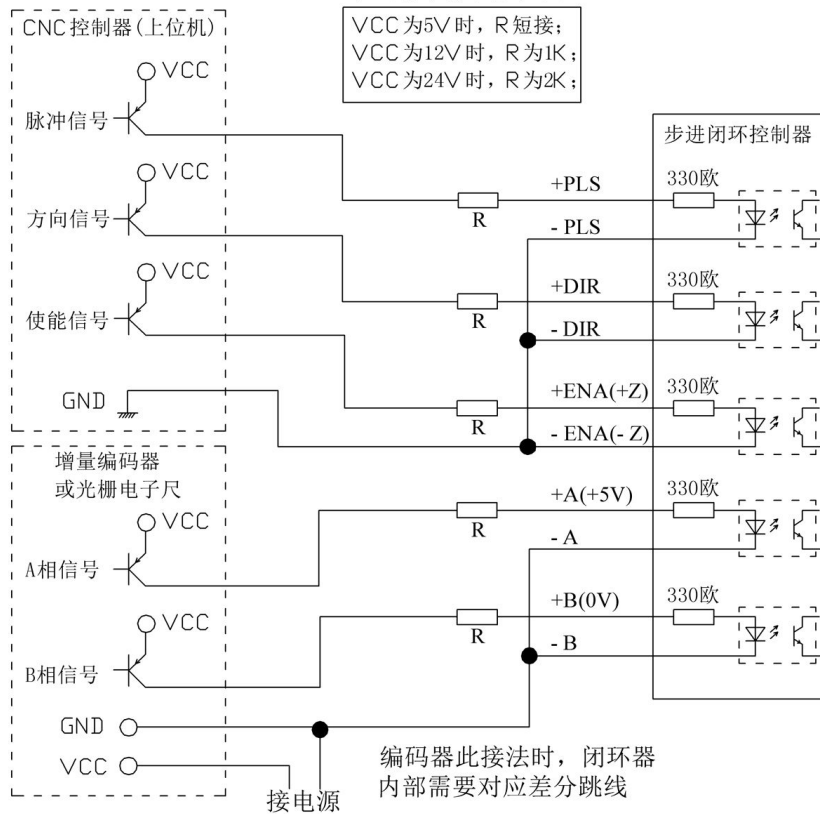 CNC控制器(上位机)
VCC为5V时，R短接；
VCC为12V时，R为1K；
VCC为24V时，R为2K；
VCC
脉冲信号
步进闭环控制器
VCC
方向信号
R
+PLS
330欧
- PLS
VCC
使能信号
R
+DIR
330欧
- DIR
GND
R
+ENA(+Z)
330欧
- ENA(- Z)
增量编码器
或光栅电子尺
VCC
A相信号
R
+A(+5V)
330欧
- A
VCC
B相信号
R
+B(0V)
330欧
- B
GND
VCC
接电源
编码器此接法时，闭环器
内部需要对应差分跳线